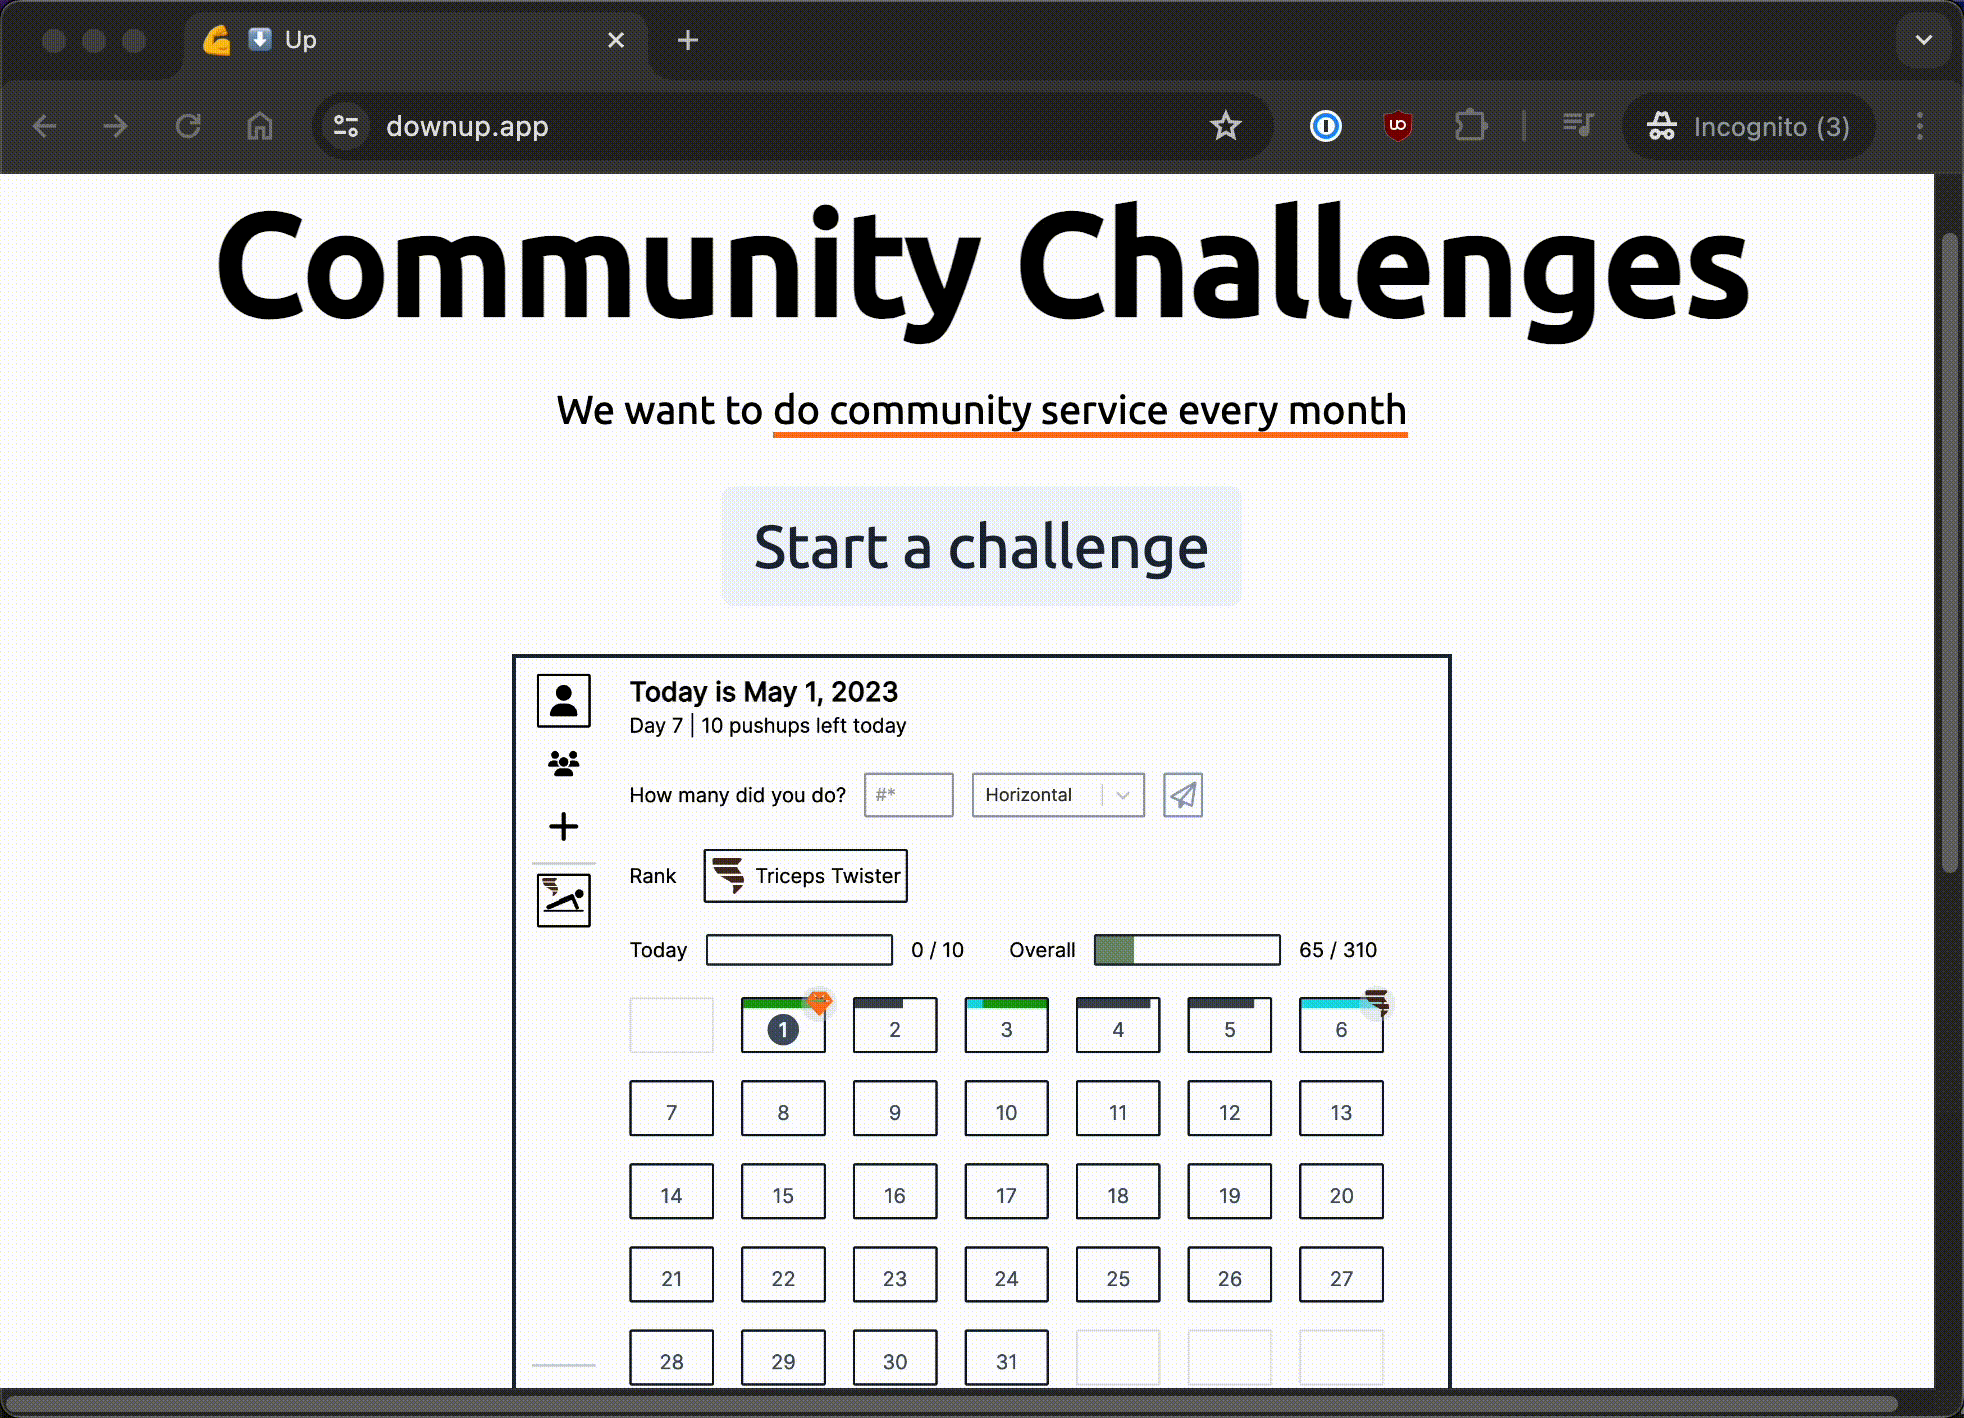 Up
downup.app
Incognito (3)
Community Challenges
We want to do community service every month
Start a challenge
Today is May 1, 2023
Day 7 | 10 pushups left today
How many did you do? #* Horizontal
Rank Triceps Twister
Today 0 / 10 Overall 65 / 310
1 2 3 4 5 6
7 8 9 10 11 12 13
14 15 16 17 18 19 20
21 22 23 24 25 26 27
28 29 30 31